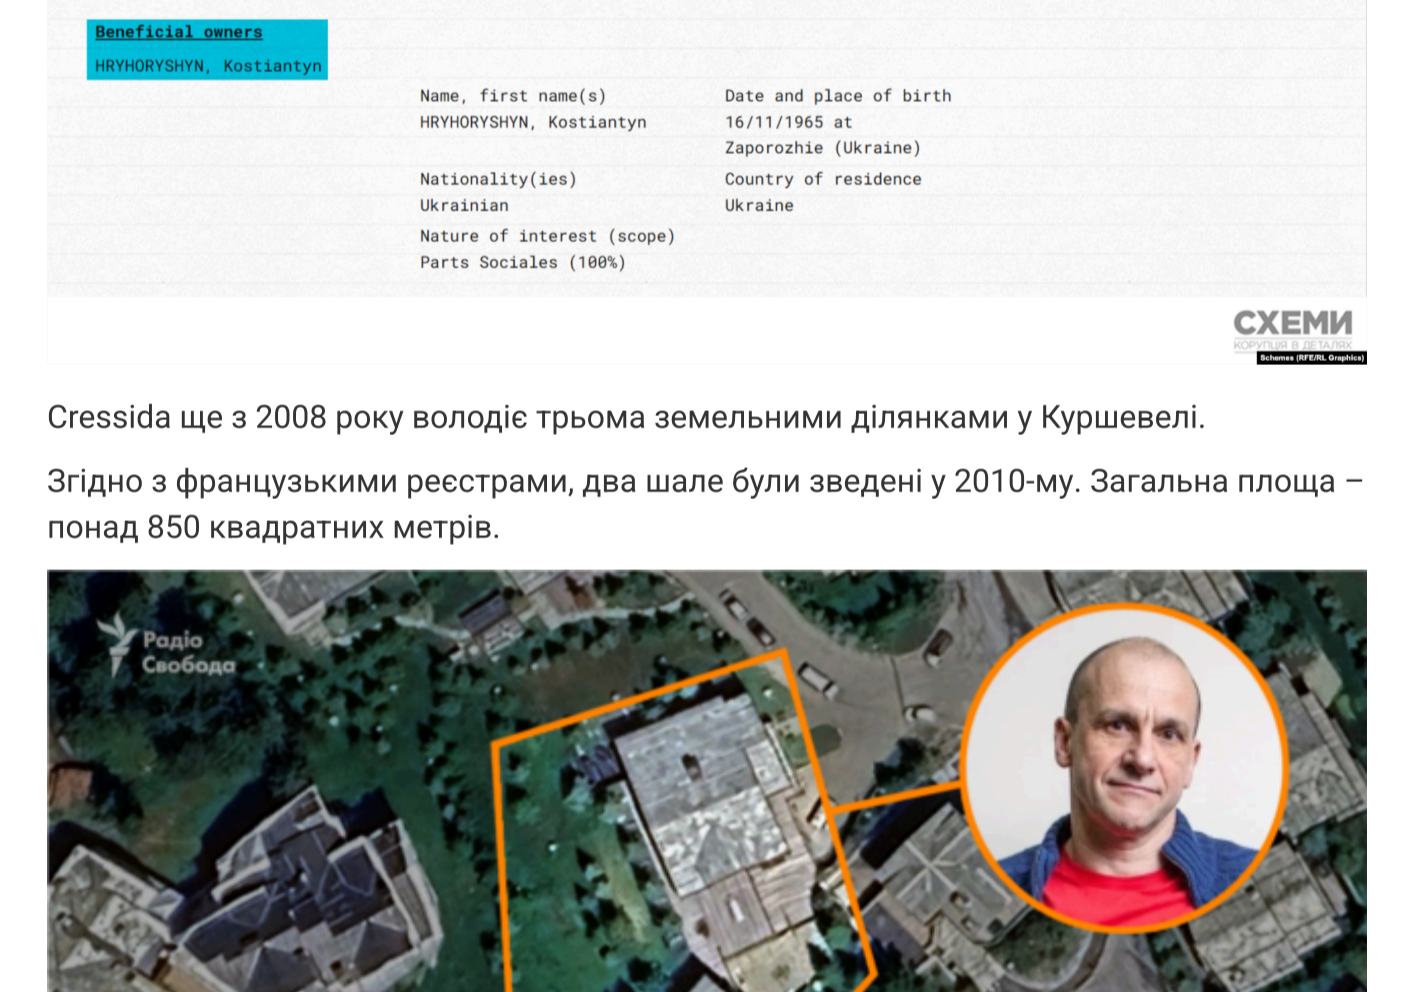 Beneficial owners
HRYHORYSHYN, Kostiantyn
Name, first name(s)
HRYHORYSHYN, Kostiantyn
Date and place of birth
16/11/1965 at
Zaporozhie (Ukraine)
Nationality(ies)
Ukrainian
Country of residence
Ukraine
Nature of interest (scope)
Parts Sociales (100%)
СХЕМИ
КОРУПЦІЯ В ДЕТАЛЯХ
Schemes (RFE/RL Graphics)
Cressida ще з 2008 року володіє трьома земельними ділянками у Куршевелі.
Згідно з французькими реєстрами, два шале були зведені у 2010-му. Загальна площа –
понад 850 квадратних метрів.
Радіо
Свобода